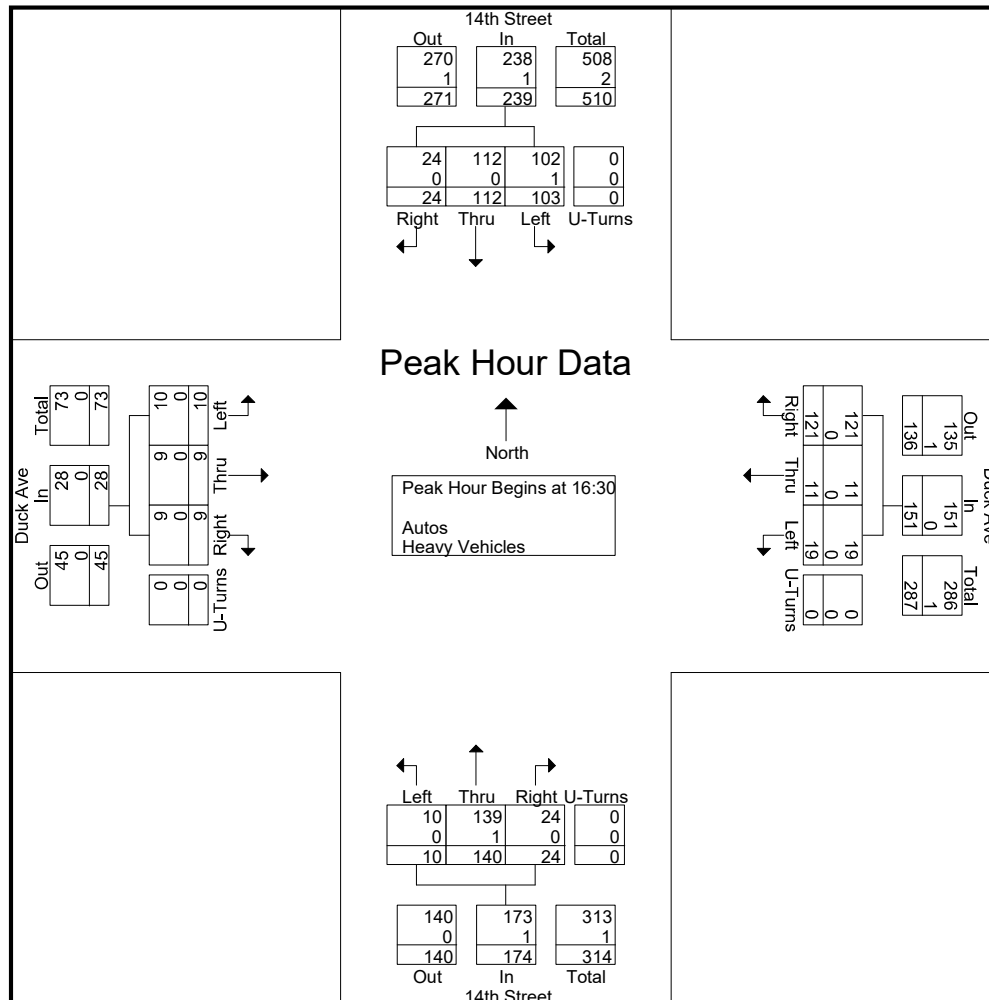 14th Street
Out In Total
270 238 508
1 1 2
271 239 510
24 112 102 0
0 0 1 0
24 112 103 0
Right Thru Left U-Turns
Peak Hour Data
North
Peak Hour Begins at 16:30
Autos
Heavy Vehicles
Duck Ave
Total In Out
73 28 45
0 0 0
73 28 45
Left Thru Right U-Turns
10 9 9 0
0 0 0 0
10 9 9 0
Duck Ave
Out In Total
135 151 286
1 0 1
136 151 287
Right Thru Left U-Turns
121 11 19 0
0 0 0 0
121 11 19 0
Left Thru Right U-Turns
10 139 24 0
0 1 0 0
10 140 24 0
140 173 313
0 1 1
140 174 314
Out In Total
14th Street